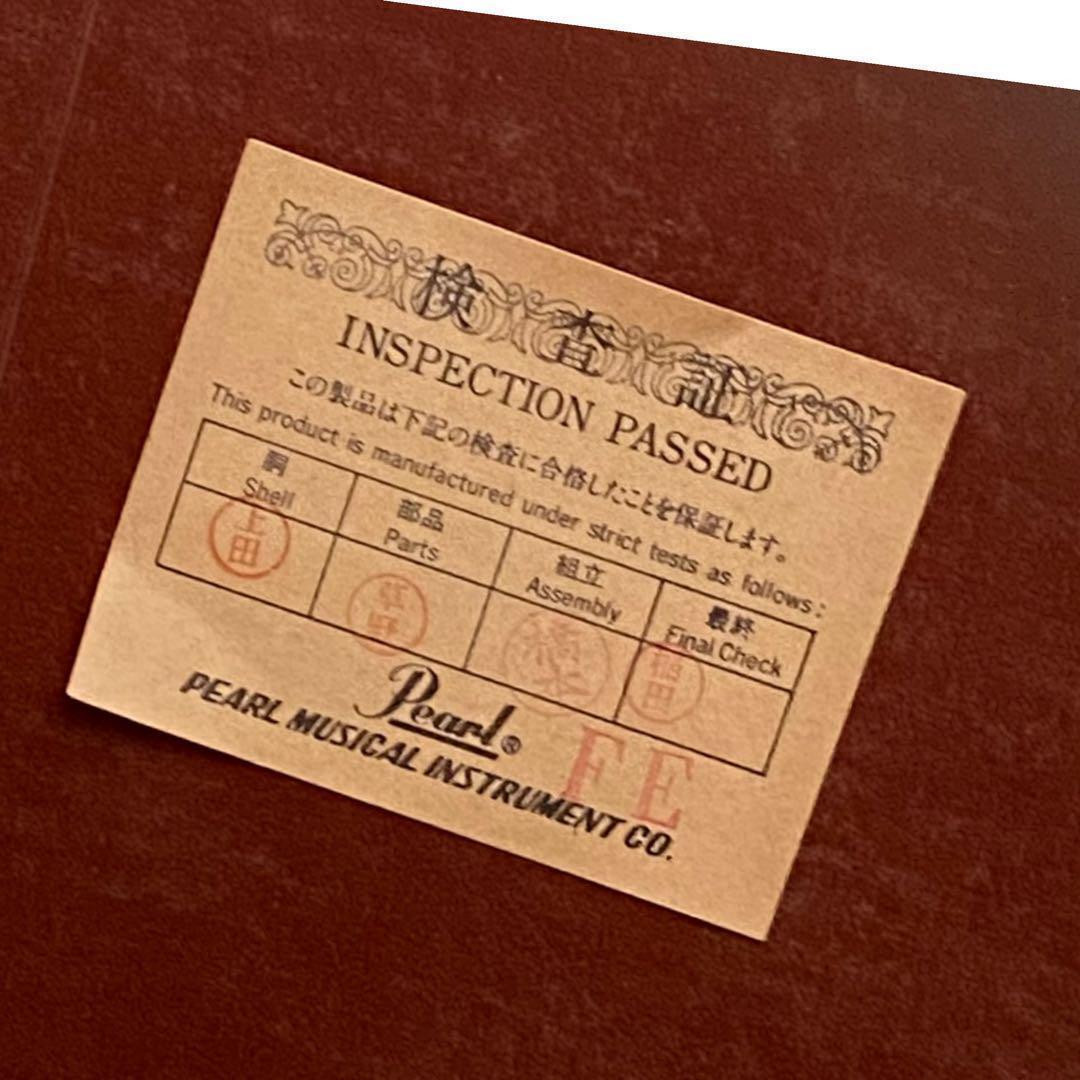 検査証
INSPECTION PASSED
この製品は下記の検査に合格したことを保証します。
This product is manufactured under strict tests as follows:
胴 部品 組立 最終
Shell Parts Assembly Final Check
上田
Pearl®
FE
PEARL MUSICAL INSTRUMENT CO.